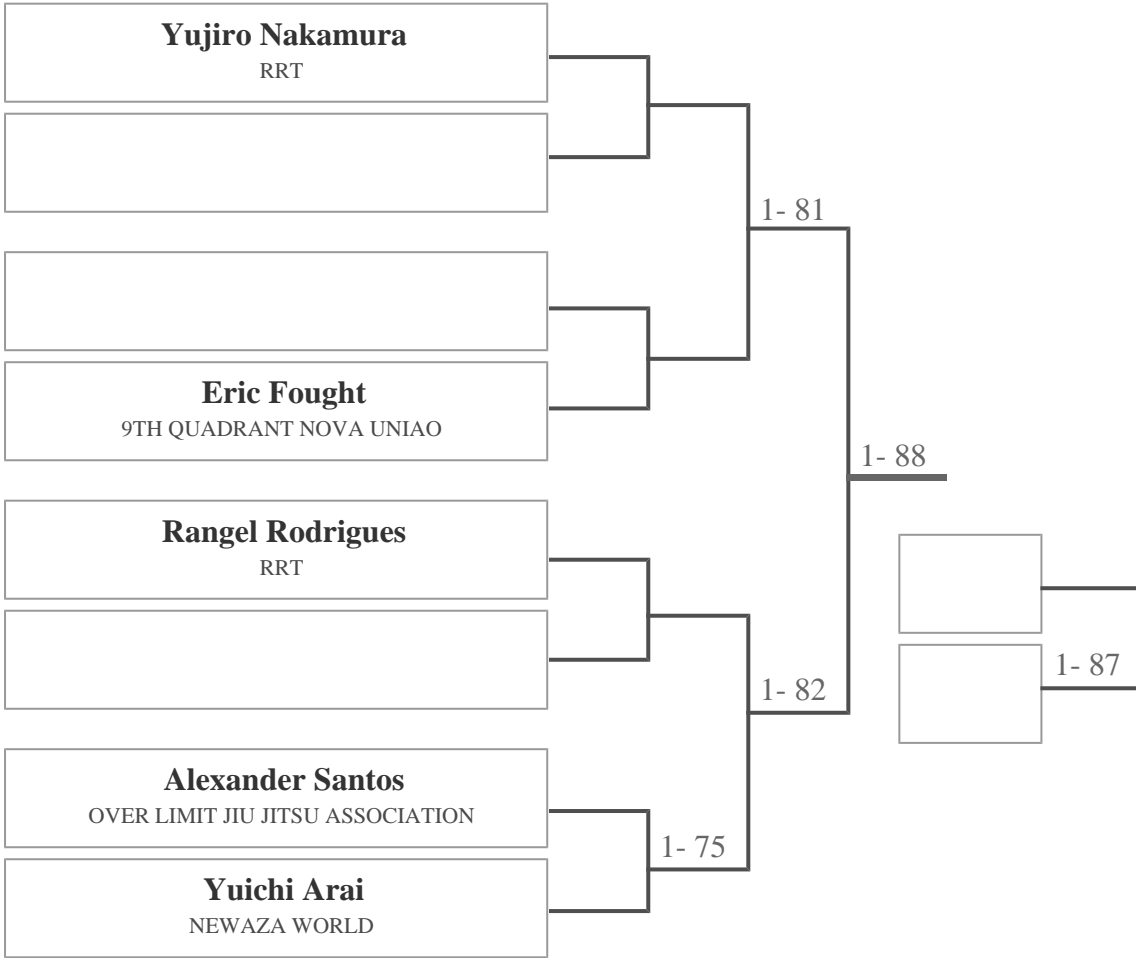 Yujiro Nakamura
RRT
1- 81
Eric Fought
9TH QUADRANT NOVA UNIAO
1- 88
Rangel Rodrigues
RRT
1- 87
1- 82
Alexander Santos
OVER LIMIT JIU JITSU ASSOCIATION
1- 75
Yuichi Arai
NEWAZA WORLD